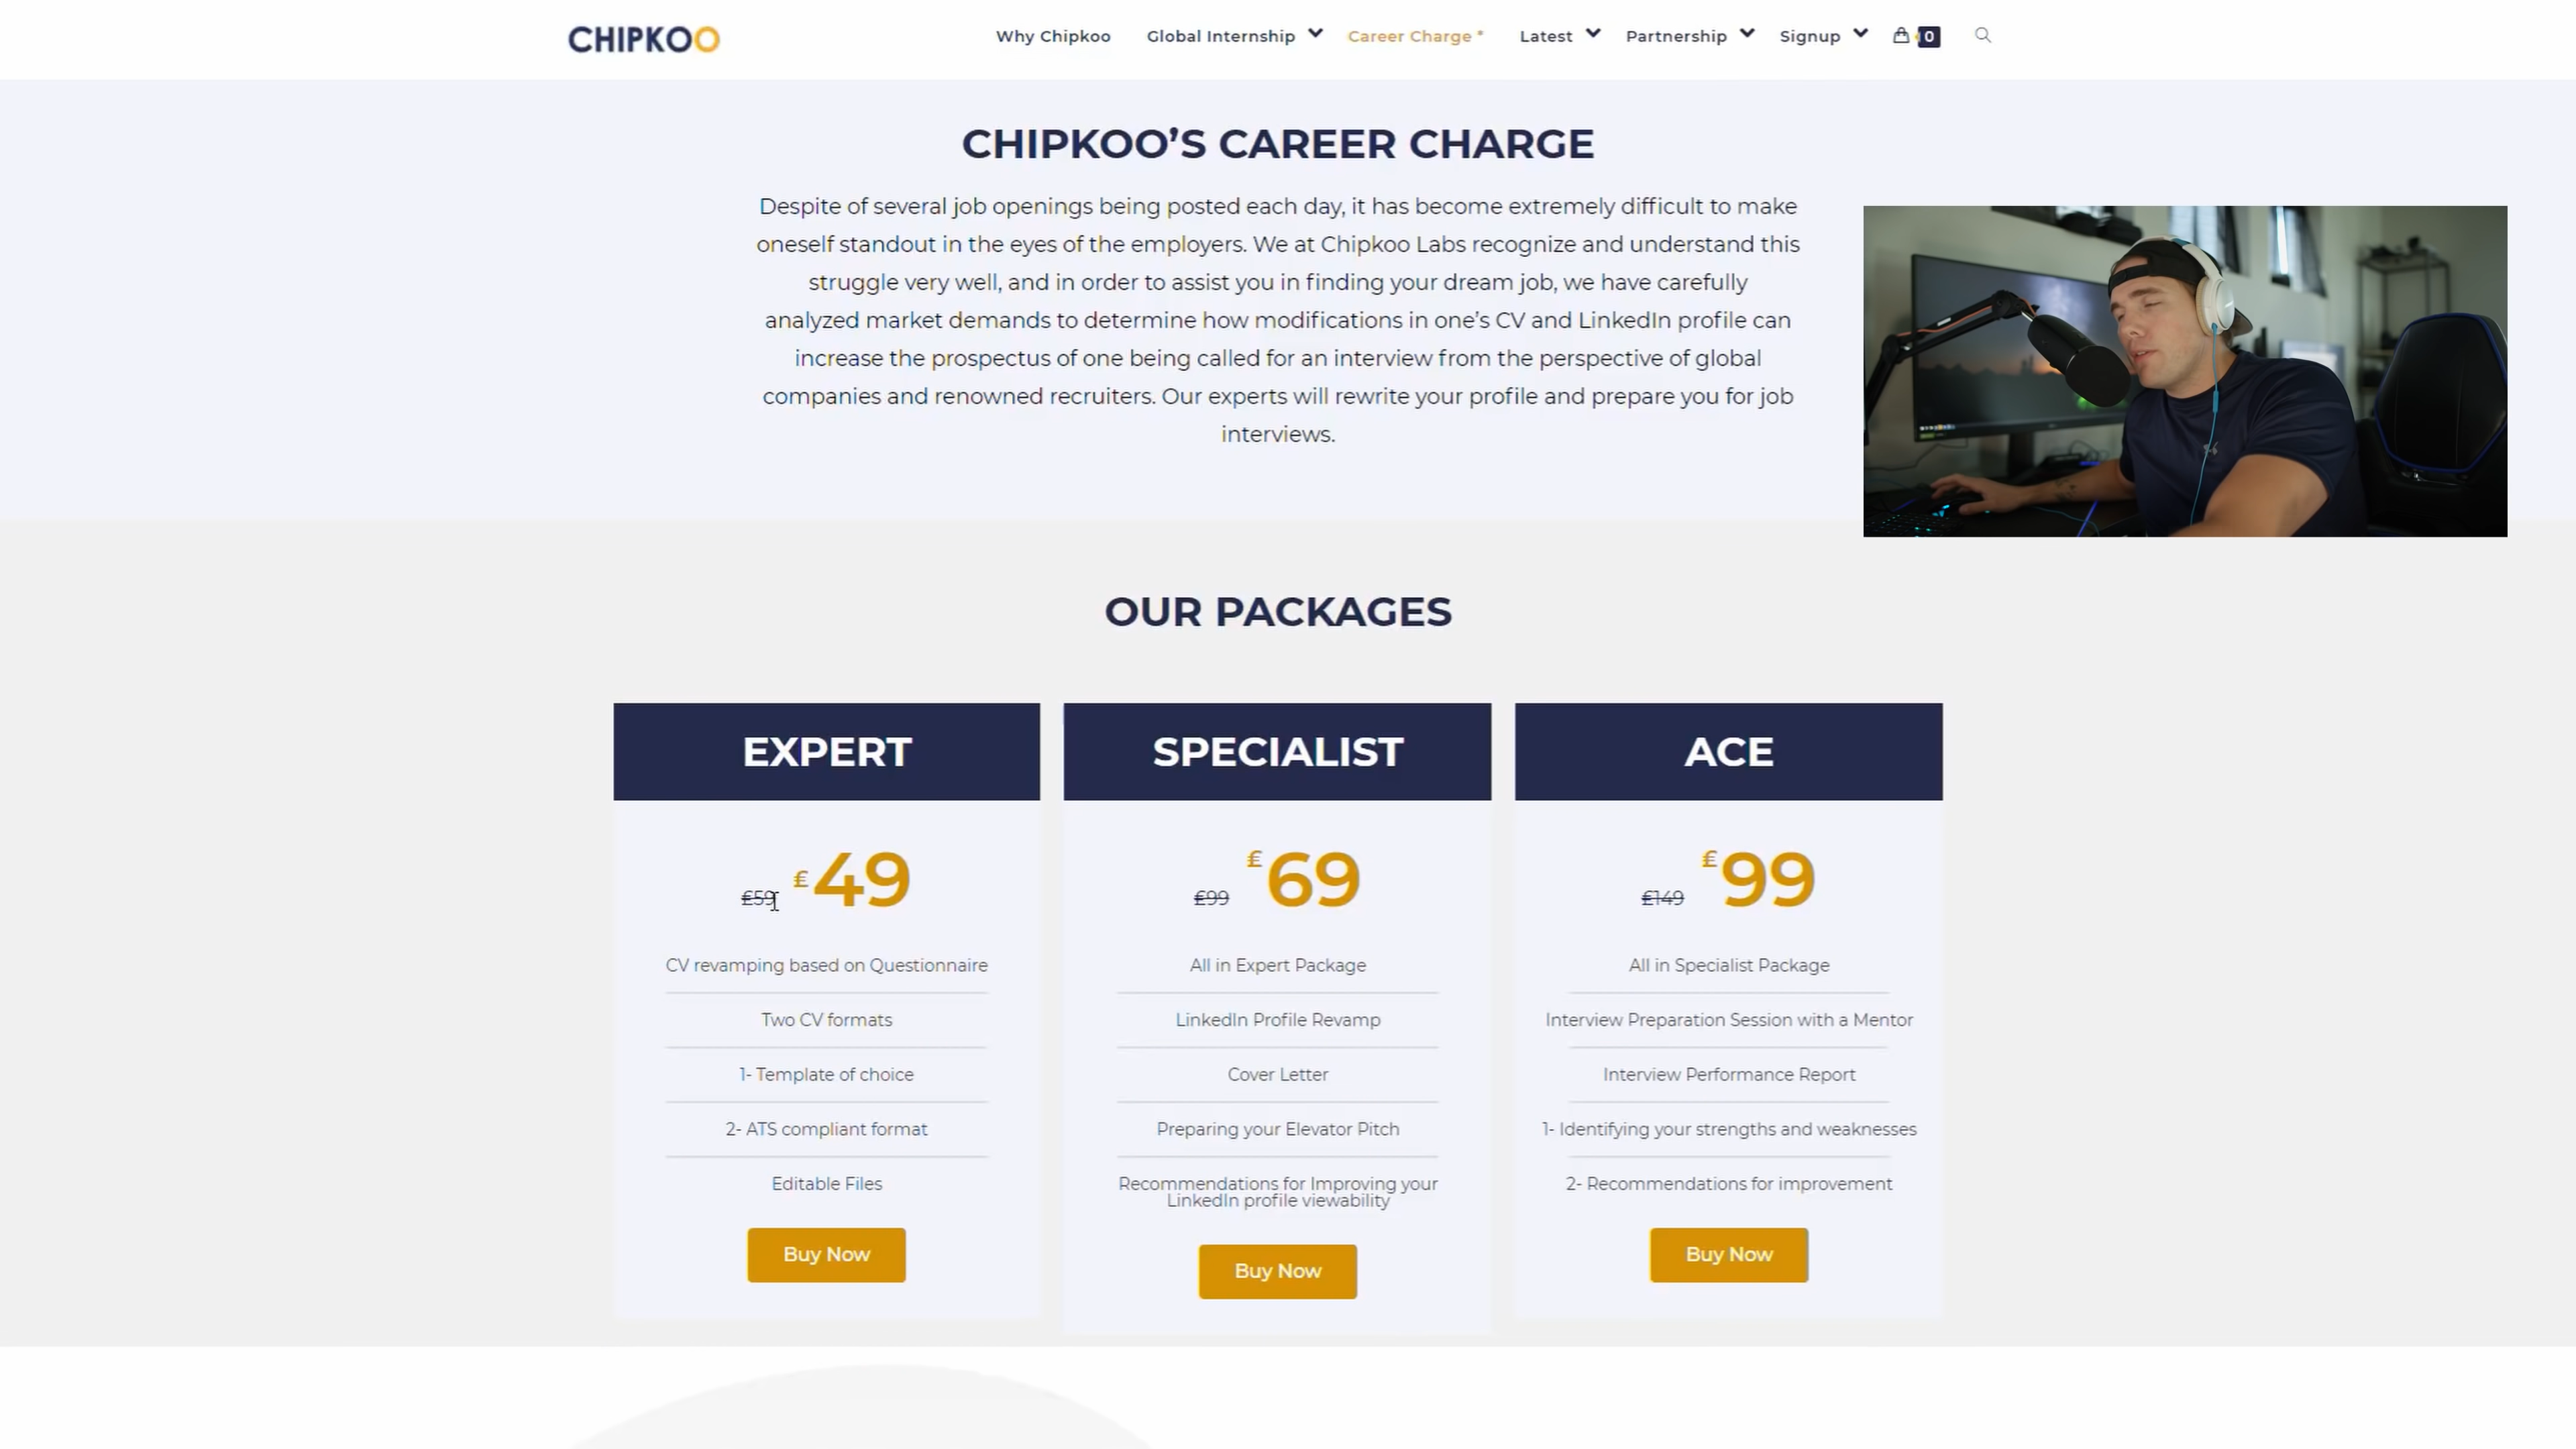 CHIPKOO
Why Chipkoo Global Internship Career Charge * Latest Partnership Signup 0
CHIPKOO'S CAREER CHARGE
Despite of several job openings being posted each day, it has become extremely difficult to make
oneself standout in the eyes of the employers. We at Chipkoo Labs recognize and understand this
struggle very well, and in order to assist you in finding your dream job, we have carefully
analyzed market demands to determine how modifications in one's CV and LinkedIn profile can
increase the prospectus of one being called for an interview from the perspective of global
companies and renowned recruiters. Our experts will rewrite your profile and prepare you for job
interviews.
OUR PACKAGES
EXPERT
£59 £49
CV revamping based on Questionnaire
Two CV formats
1- Template of choice
2- ATS compliant format
Editable Files
Buy Now
SPECIALIST
£99 £69
All in Expert Package
LinkedIn Profile Revamp
Cover Letter
Preparing your Elevator Pitch
Recommendations for Improving your
LinkedIn profile viewability
Buy Now
ACE
£149 £99
All in Specialist Package
Interview Preparation Session with a Mentor
Interview Performance Report
1- Identifying your strengths and weaknesses
2- Recommendations for improvement
Buy Now